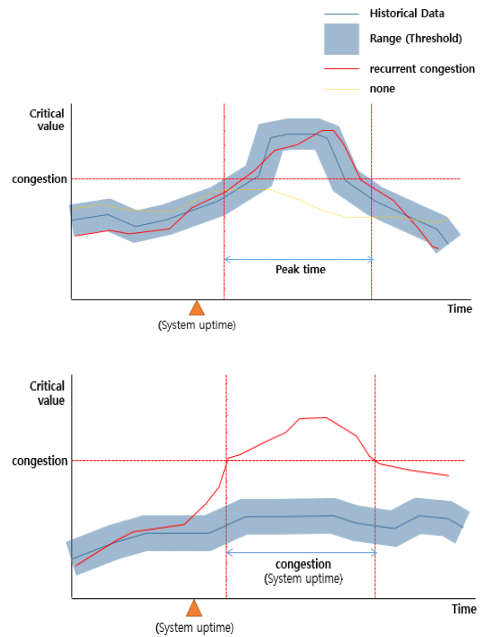 Historical Data
Range (Threshold)
recurrent congestion
none
Critical
value
congestion
Peak time
Time
(System uptime)
Critical
value
congestion
congestion
(System uptime)
Time
(System uptime)